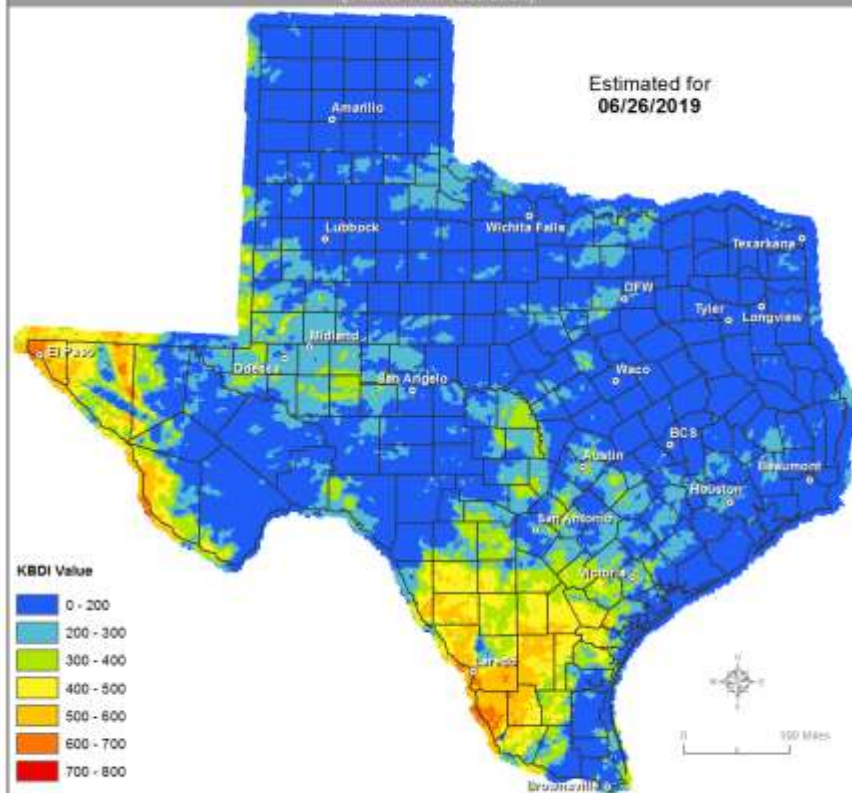 Estimated for
06/26/2019
Amarillo
Lubbock
Wichita Falls
Texarkana
DFW
Tyler
Longview
El Paso
Midland
Odessa
San Angelo
Waco
BCS
Austin
Beaumont
Houston
San Antonio
Victoria
Laredo
Brownsville
KBDI Value
0 - 200
200 - 300
300 - 400
400 - 500
500 - 600
600 - 700
700 - 800
0 100 Miles